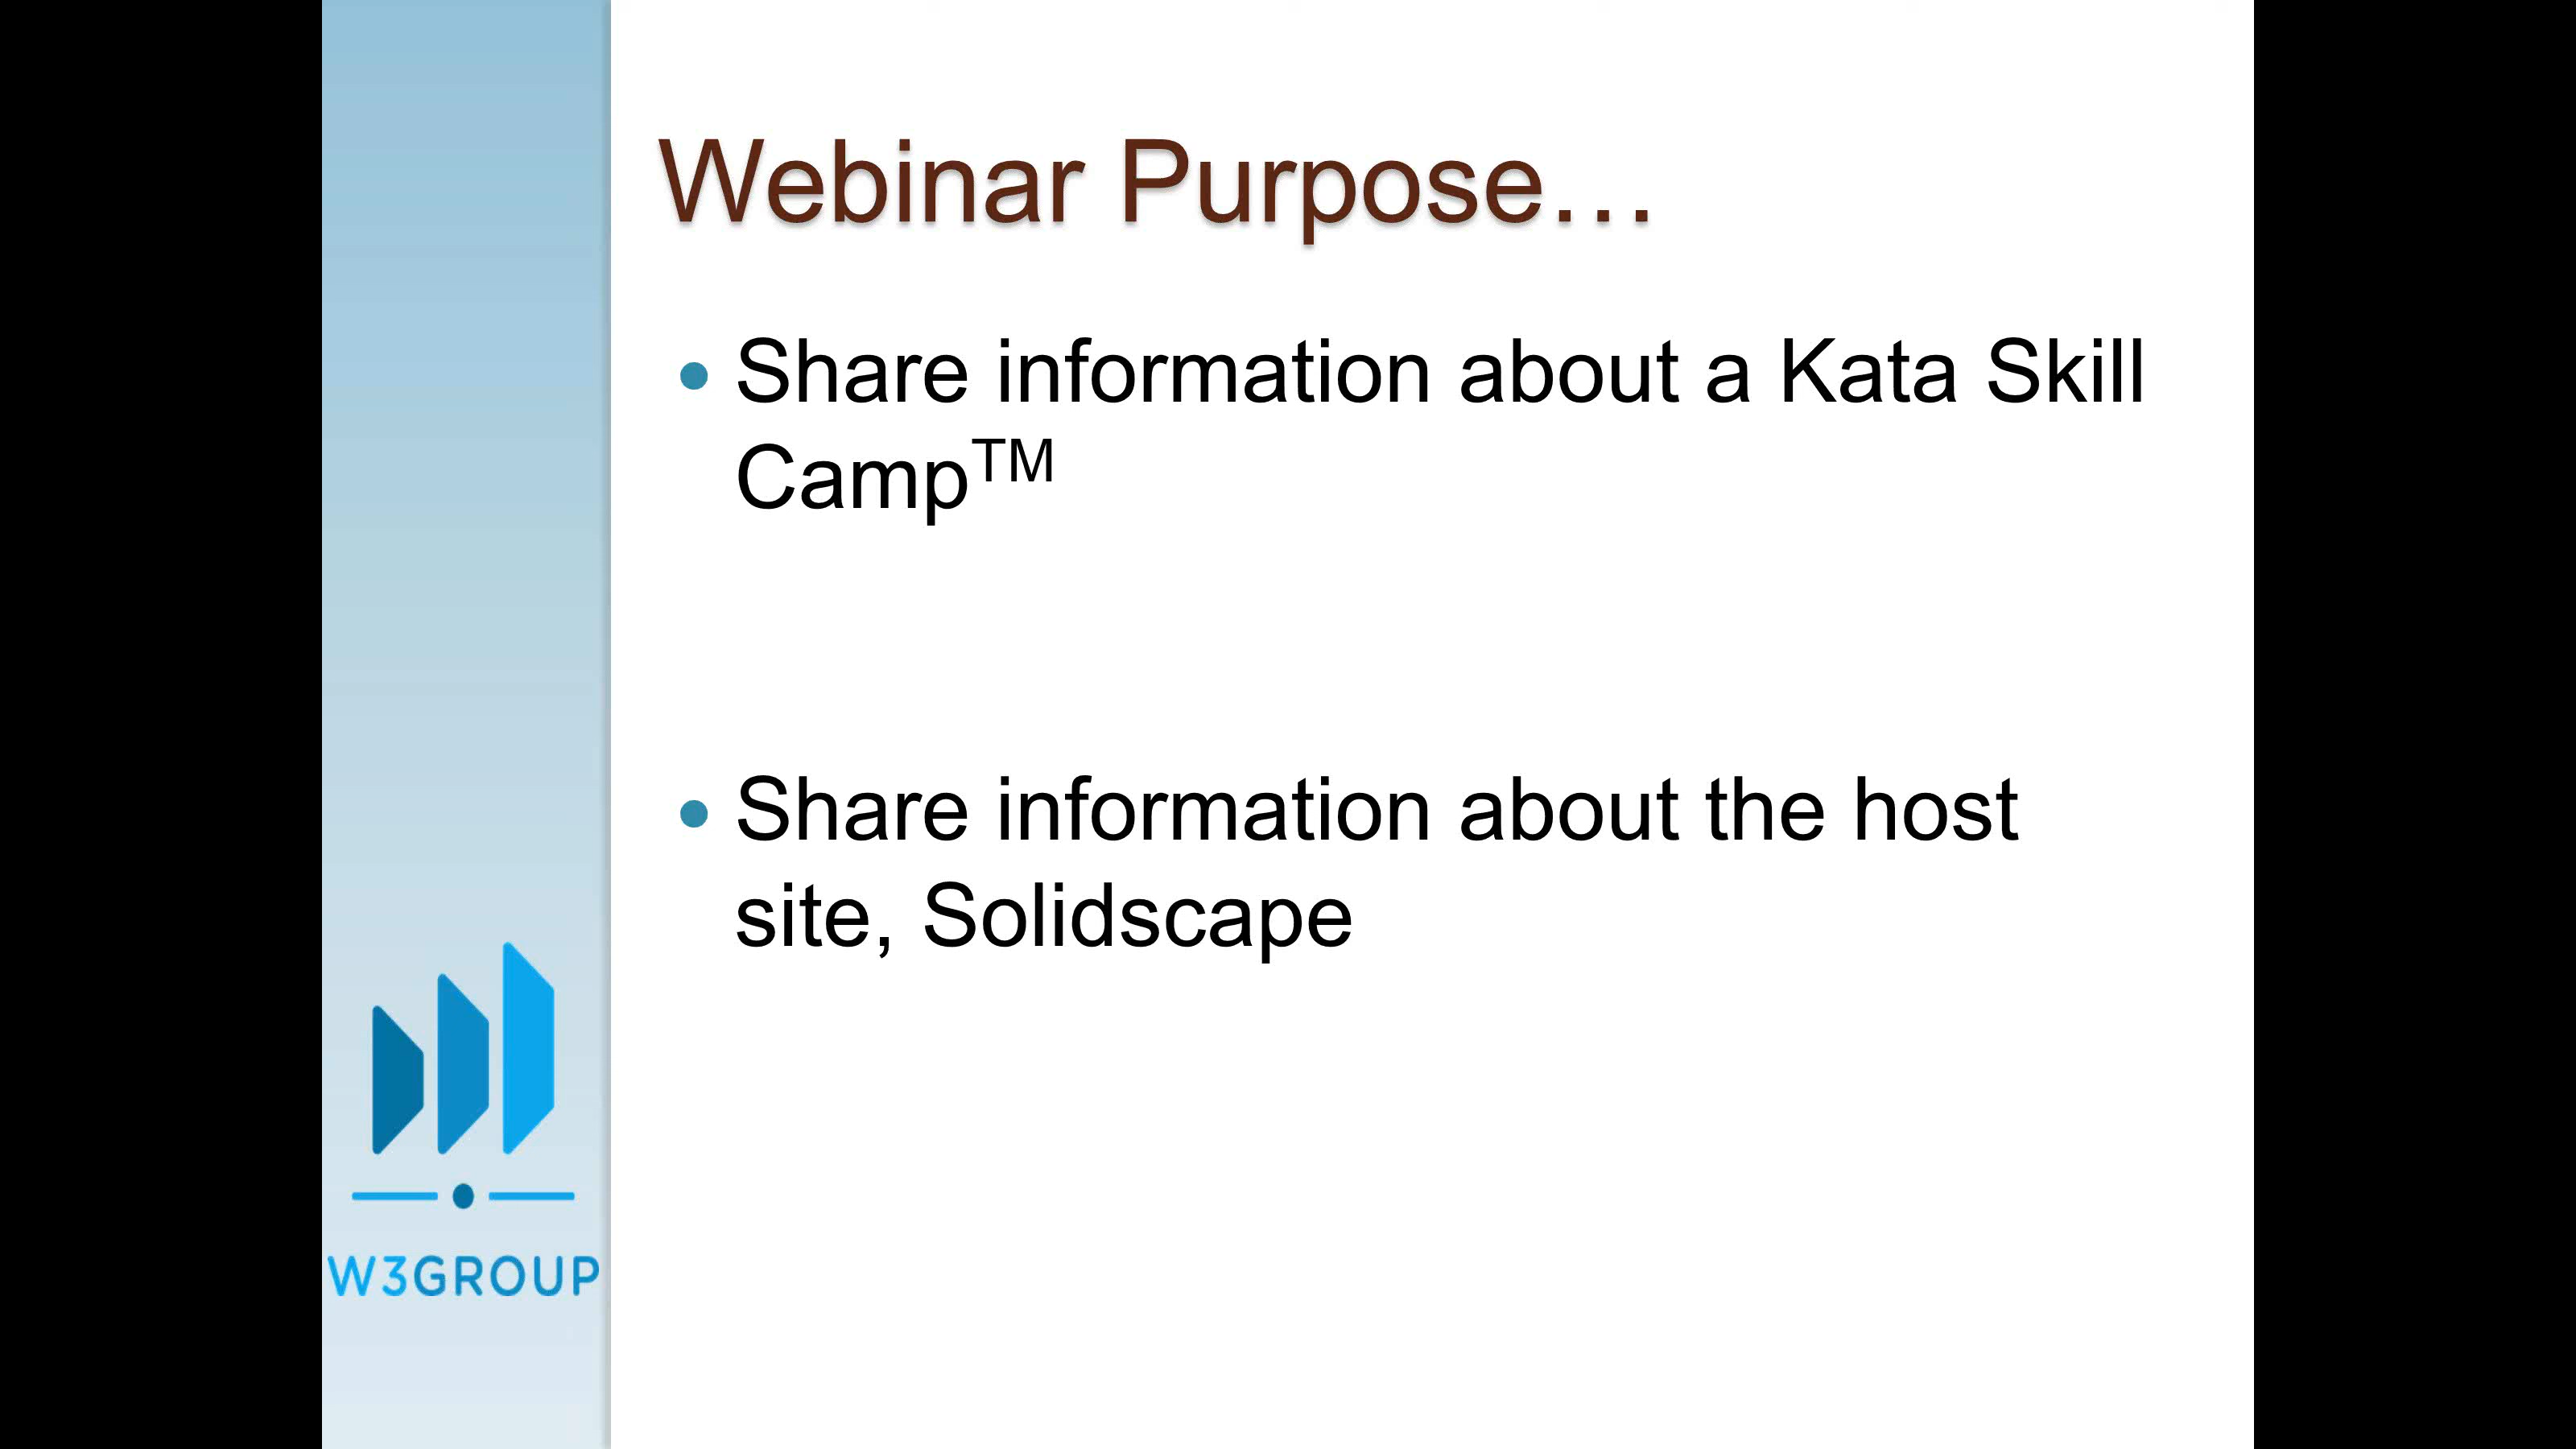 Webinar Purpose…
• Share information about a Kata Skill
Camp™
• Share information about the host
site, Solidscape
W3GROUP